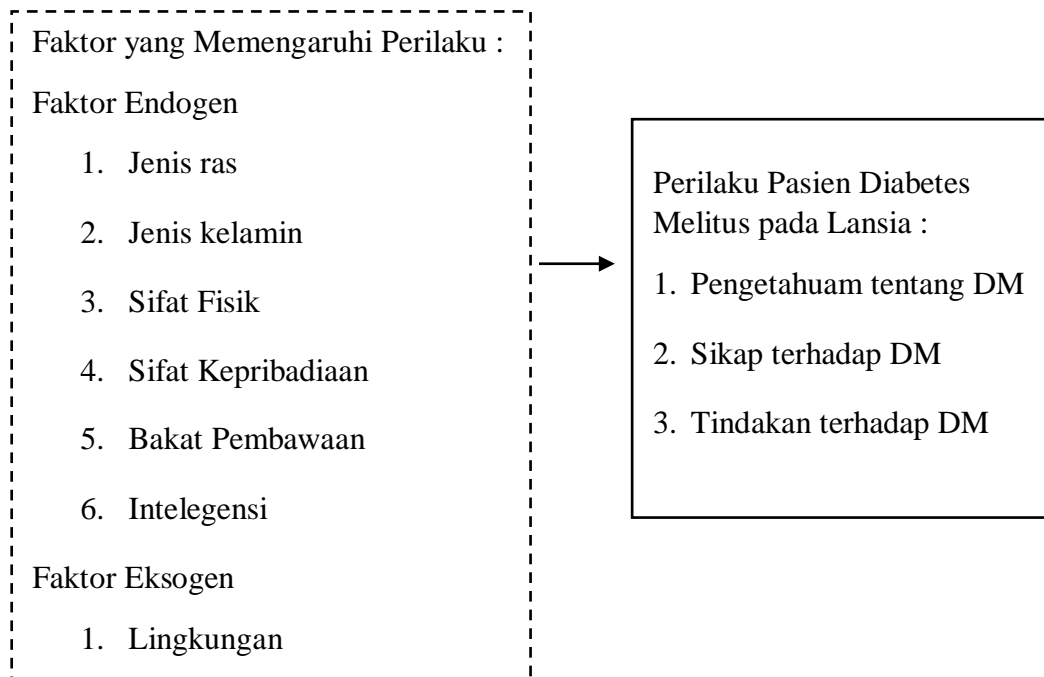 Faktor yang Memengaruhi Perilaku :
Faktor Endogen
1. Jenis ras
2. Jenis kelamin
3. Sifat Fisik
4. Sifat Kepribadiaan
5. Bakat Pembawaan
6. Intelegensi
Faktor Eksogen
1. Lingkungan
Perilaku Pasien Diabetes
Melitus pada Lansia :
1. Pengetahuam tentang DM
2. Sikap terhadap DM
3. Tindakan terhadap DM